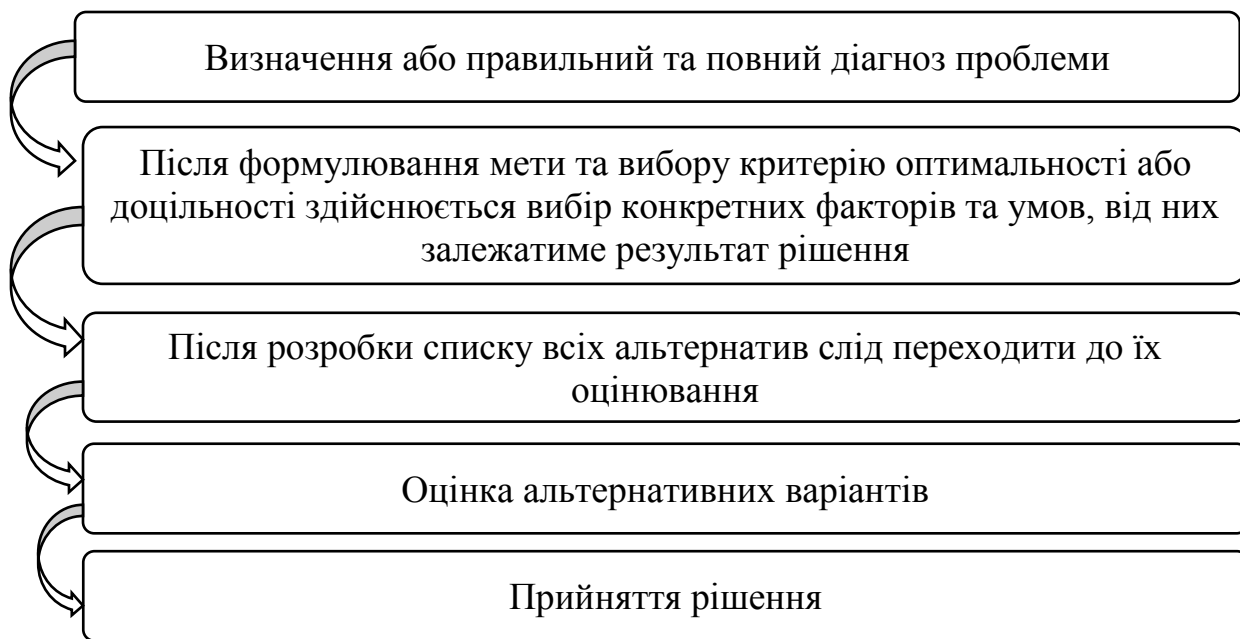 Визначення або правильний та повний діагноз проблеми
Після формулювання мети та вибору критерію оптимальності або
доцільності здійснюється вибір конкретних факторів та умов, від них
залежатиме результат рішення
Після розробки списку всіх альтернатив слід переходити до їх
оцінювання
Оцінка альтернативних варіантів
Прийняття рішення